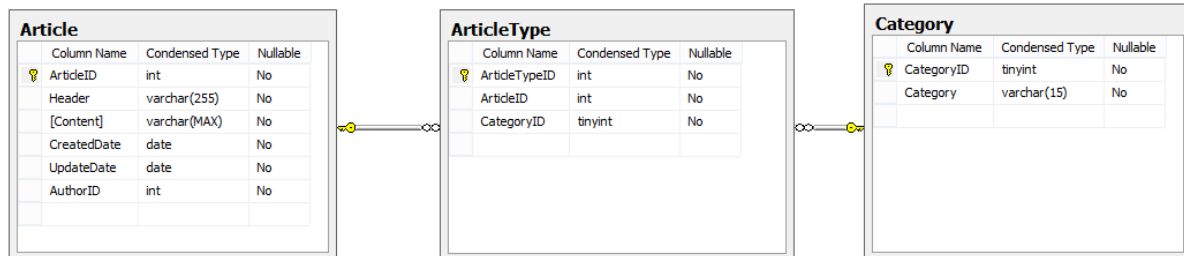 Article
Column Name Condensed Type Nullable
ArticleID int No
Header varchar(255) No
[Content] varchar(MAX) No
CreatedDate date No
UpdateDate date No
AuthorID int No
ArticleType
Column Name Condensed Type Nullable
ArticleTypeID int No
ArticleID int No
CategoryID tinyint No
Category
Column Name Condensed Type Nullable
CategoryID tinyint No
Category varchar(15) No